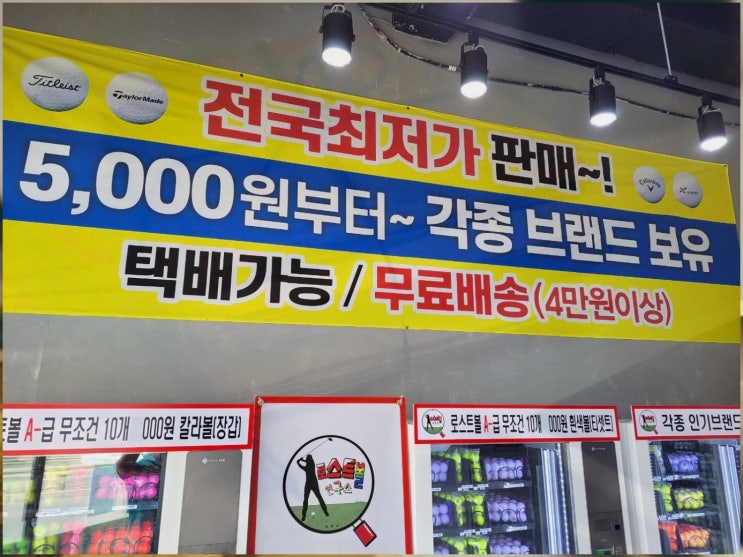 Titleist
TaylorMade
전국최저가 판매~!
Callaway
5,000원부터~ 각종 브랜드 보유
택배가능 / 무료배송(4만원이상)
트볼 A-급 무조건 10개 000원 칼라볼(장갑)
로스트볼 A-급 무조건 10개 000원 흰색볼(티셋트)
각종 인기브랜드
로스트볼